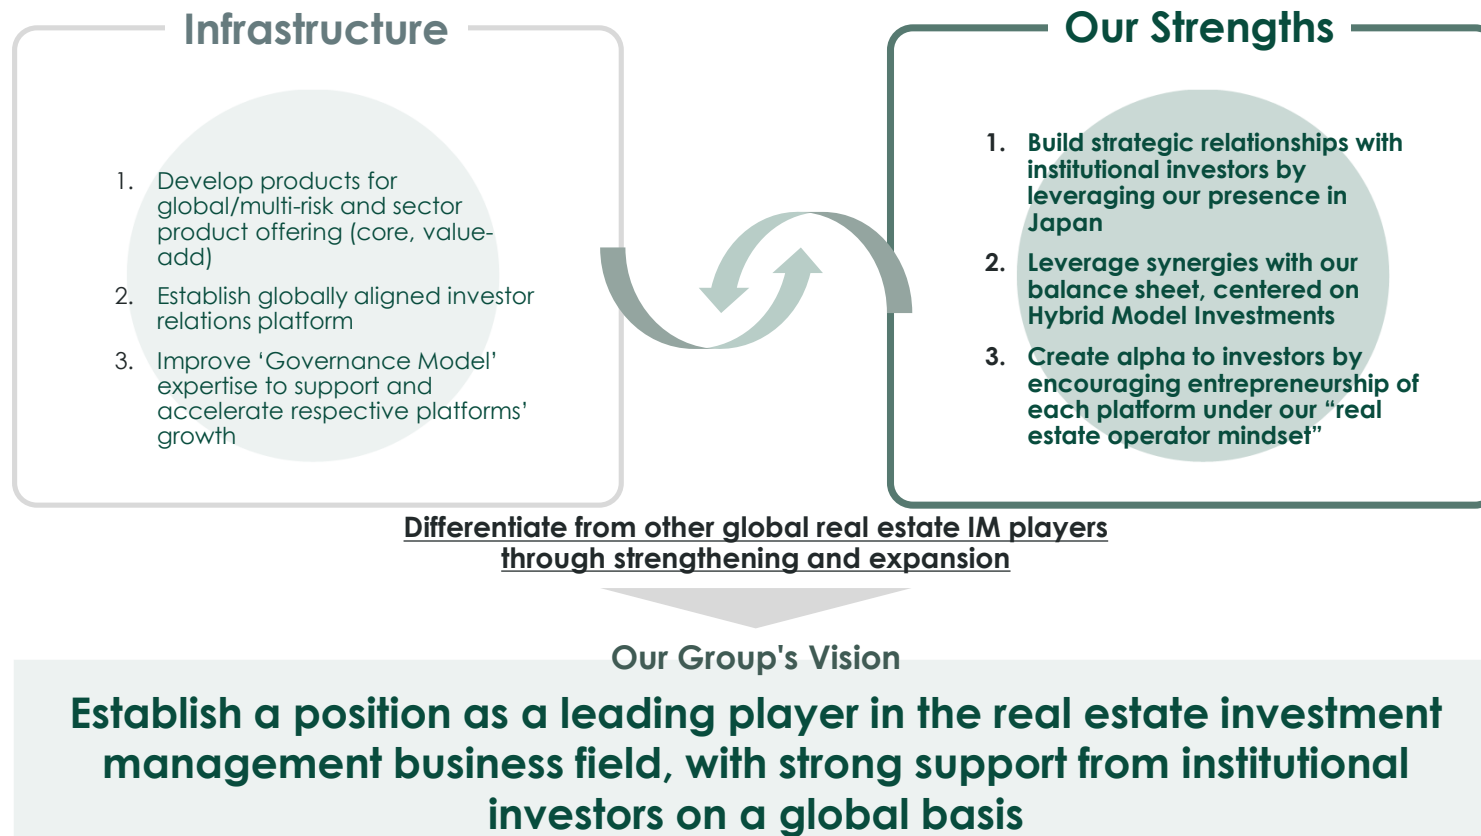 Infrastructure
1. Develop products for
global/multi-risk and sector
product offering (core, value-
add)
2. Establish globally aligned investor
relations platform
3. Improve ‘Governance Model’
expertise to support and
accelerate respective platforms’
growth
Our Strengths
1. Build strategic relationships with
institutional investors by
leveraging our presence in
Japan
2. Leverage synergies with our
balance sheet, centered on
Hybrid Model Investments
3. Create alpha to investors by
encouraging entrepreneurship of
each platform under our “real
estate operator mindset”
Differentiate from other global real estate IM players
through strengthening and expansion
Our Group's Vision
Establish a position as a leading player in the real estate investment
management business field, with strong support from institutional
investors on a global basis